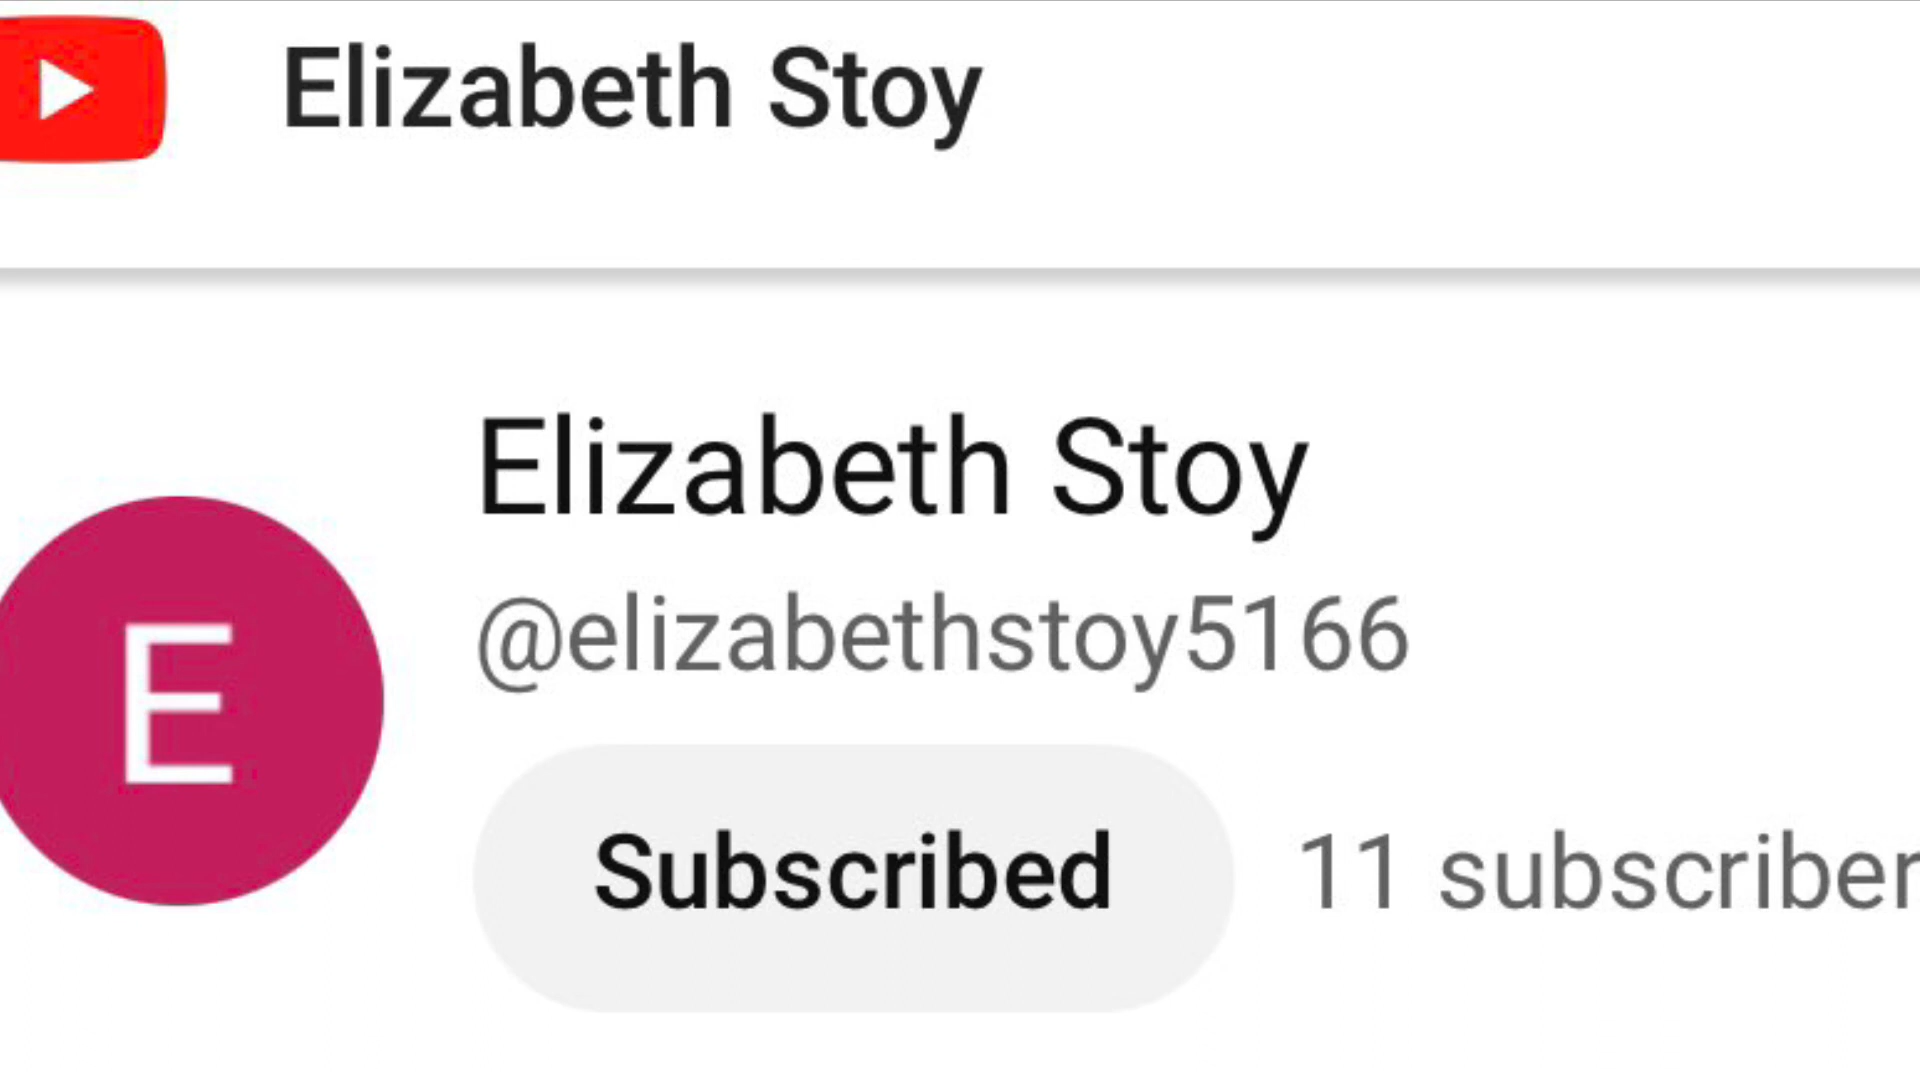 Elizabeth Stoy
Elizabeth Stoy
@elizabethstoy5166
E
Subscribed
11 subscriber